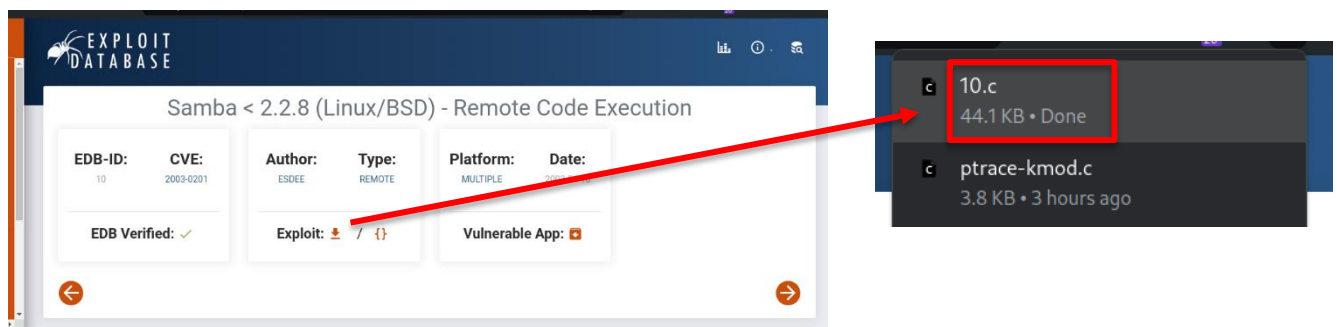 EXPLOIT
DATABASE
Samba < 2.2.8 (Linux/BSD) - Remote Code Execution
EDB-ID: CVE: Author: Type: Platform: Date:
10 2003-0201 ESDEE REMOTE MULTIPLE
EDB Verified: ✓ Exploit: / {} Vulnerable App:
10.c
44.1 KB • Done
ptrace-kmod.c
3.8 KB • 3 hours ago